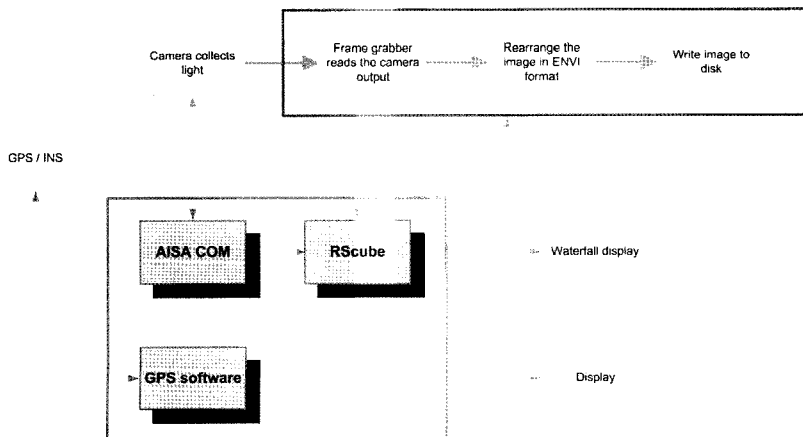 Camera collects
light
Frame grabber
reads the camera
output
Rearrange the
image in ENVI
format
Write image to
disk
GPS / INS
AISA COM
RScube
Waterfall display
GPS software
Display